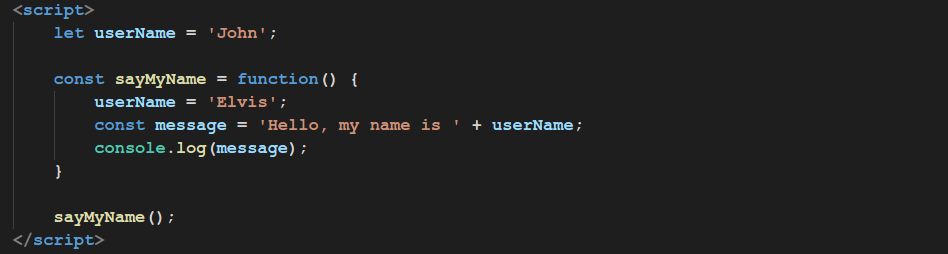 <script>
let userName = 'John';
const sayMyName = function() {
userName = 'Elvis';
const message = 'Hello, my name is ' + userName;
console.log(message);
}
sayMyName();
</script>